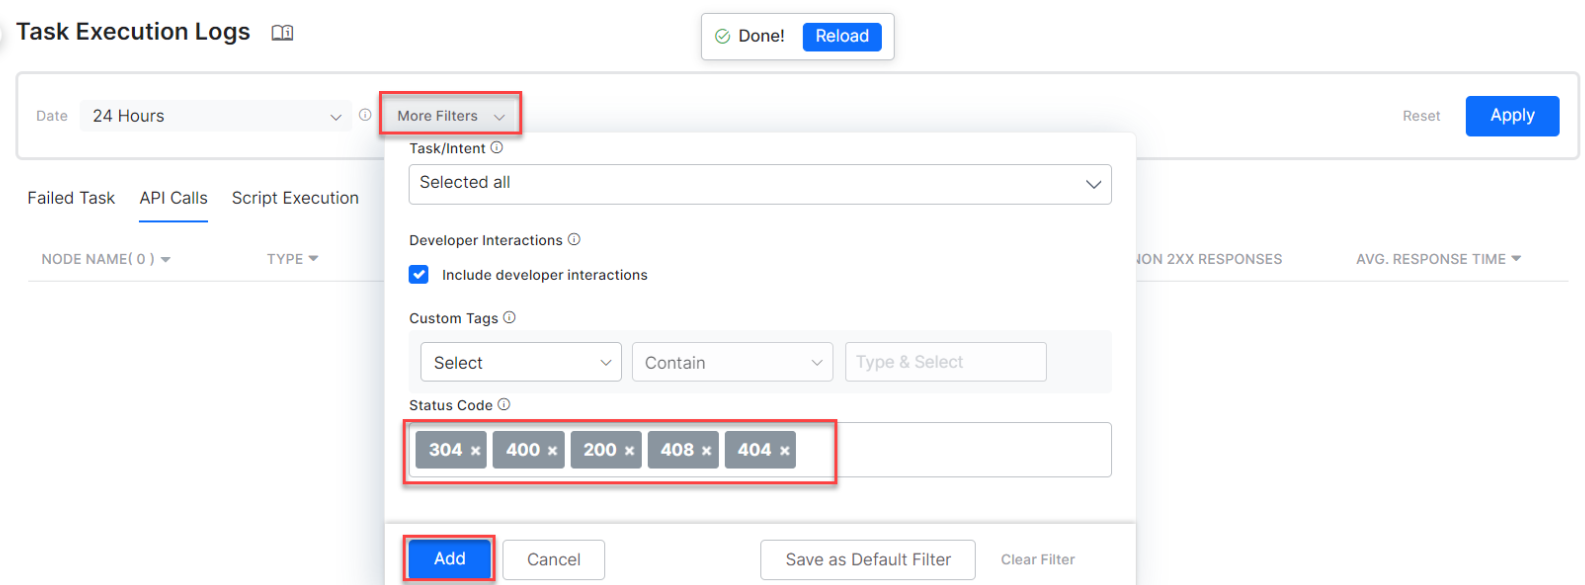 Task Execution Logs
Done! Reload
Date 24 Hours More Filters Reset Apply
Task/Intent
Selected all
Failed Task API Calls Script Execution
Developer Interactions
NODE NAME( 0 ) TYPE NON 2XX RESPONSES AVG. RESPONSE TIME
Include developer interactions
Custom Tags
Select Contain Type & Select
Status Code
304 × 400 × 200 × 408 × 404 ×
Add Cancel Save as Default Filter Clear Filter